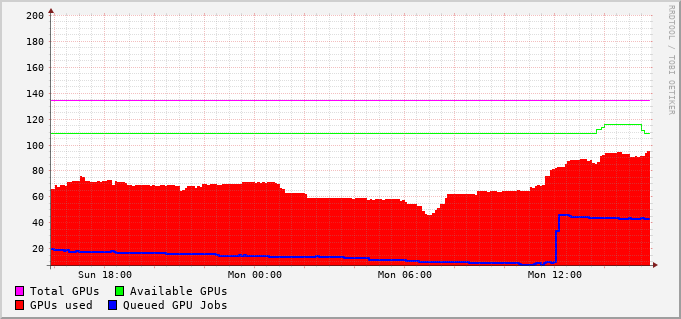 200
180
160
140
120
100
80
60
40
20
Sun 18:00 Mon 00:00 Mon 06:00 Mon 12:00
Total GPUs Available GPUs
GPUs used Queued GPU Jobs
RRDTOOL / TOBI OETIKER